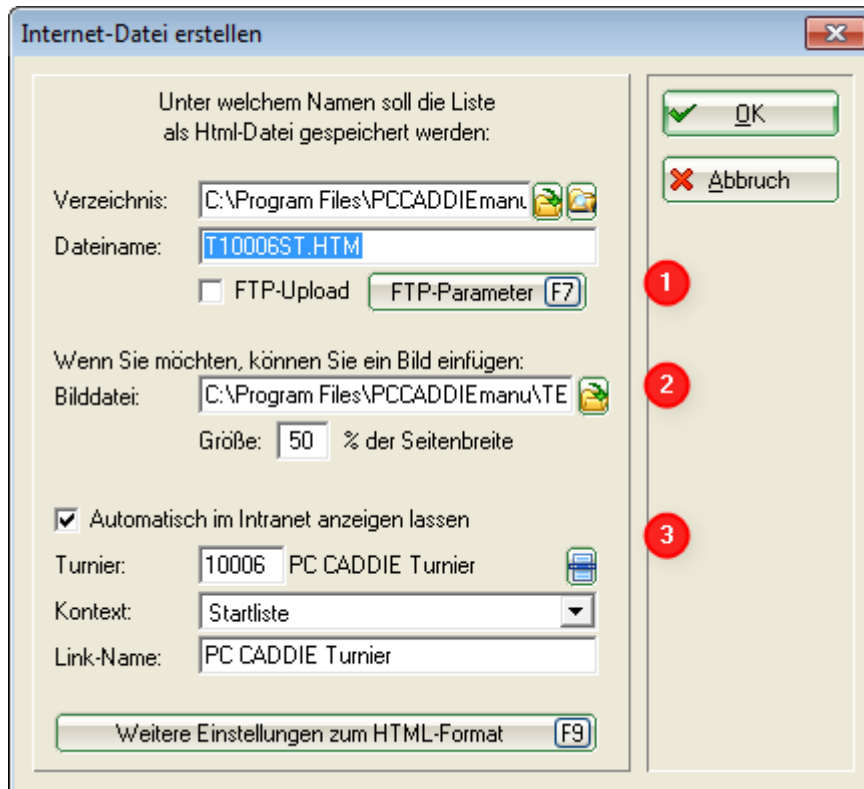 Internet-Datei erstellen
Unter welchem Namen soll die Liste
als Html-Datei gespeichert werden:
OK
Abbruch
Verzeichnis: C:\Program Files\PCCADDIEmanu
Dateiname: T10006ST.HTM
FTP-Upload FTP-Parameter F7
1
Wenn Sie möchten, können Sie ein Bild einfügen:
Bilddatei: C:\Program Files\PCCADDIEmanu\TE
2
Größe: 50 % der Seitenbreite
Automatisch im Intranet anzeigen lassen
3
Turnier: 10006 PC CADDIE Turnier
Kontext: Startliste
Link-Name: PC CADDIE Turnier
Weitere Einstellungen zum HTML-Format F9